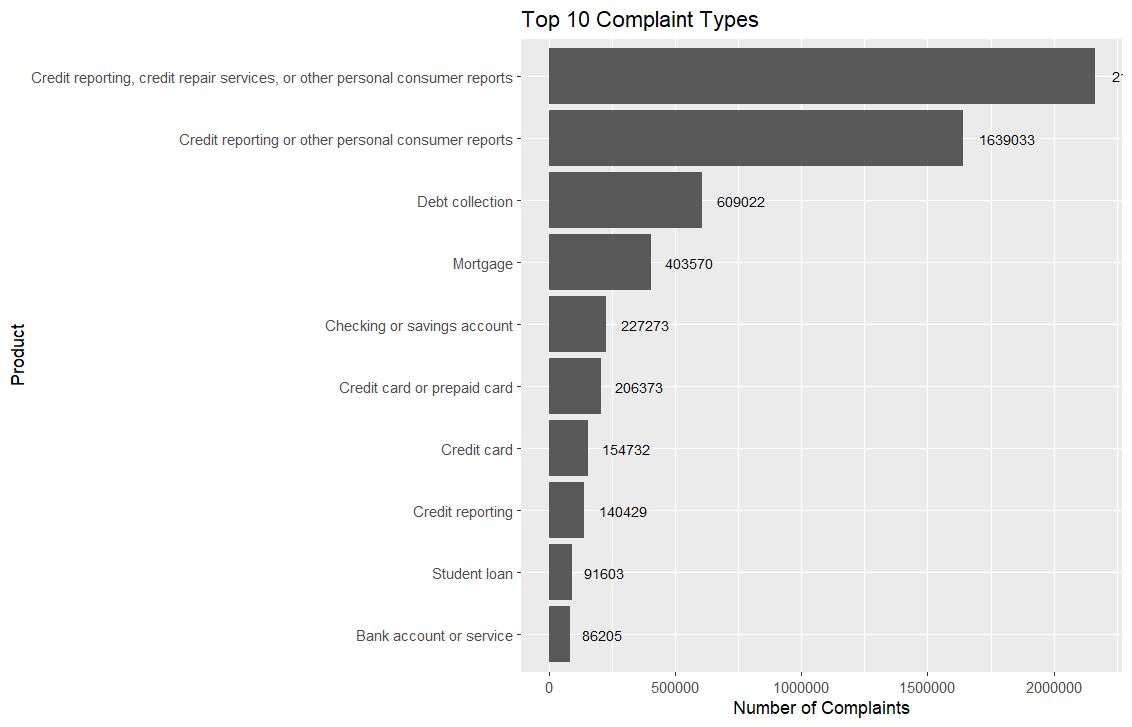 Top 10 Complaint Types
Credit reporting, credit repair services, or other personal consumer reports
Credit reporting or other personal consumer reports
1639033
Debt collection
609022
Mortgage
403570
Checking or savings account
227273
Credit card or prepaid card
206373
Credit card
154732
Credit reporting
140429
Student loan
91603
Bank account or service
86205
Product
0
500000
1000000
1500000
2000000
Number of Complaints